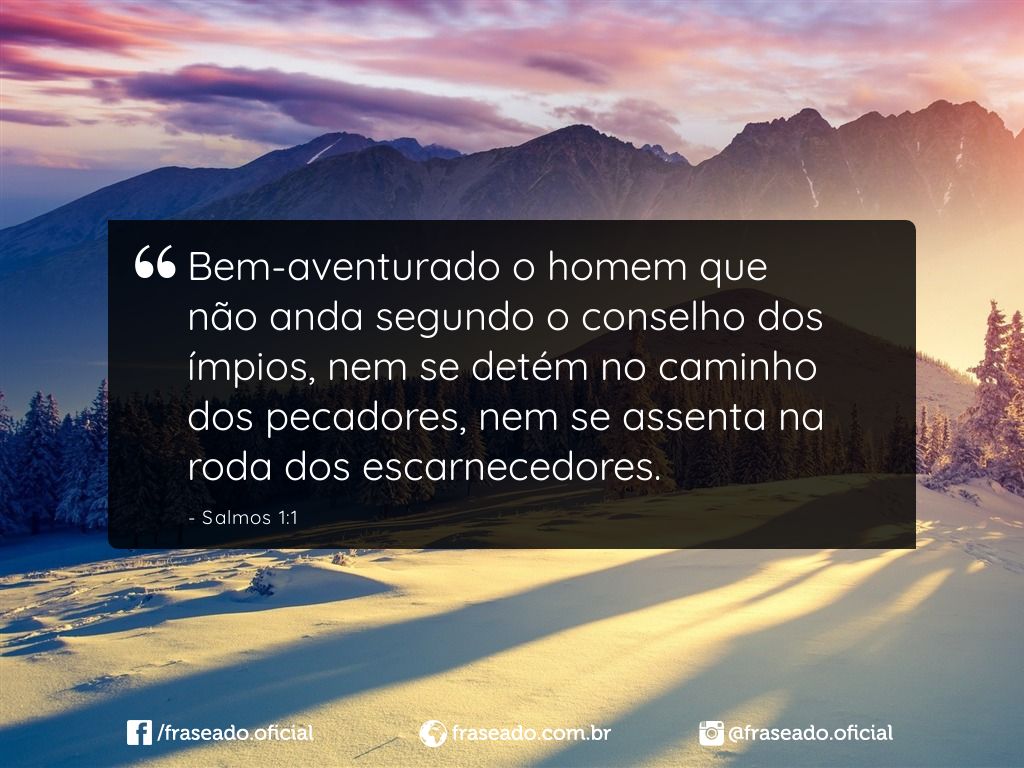 “ Bem-aventurado o homem que
não anda segundo o conselho dos
ímpios, nem se detém no caminho
dos pecadores, nem se assenta na
roda dos escarnecedores.
- Salmos 1:1
/fraseado.oficial
fraseado.com.br
@fraseado.oficial